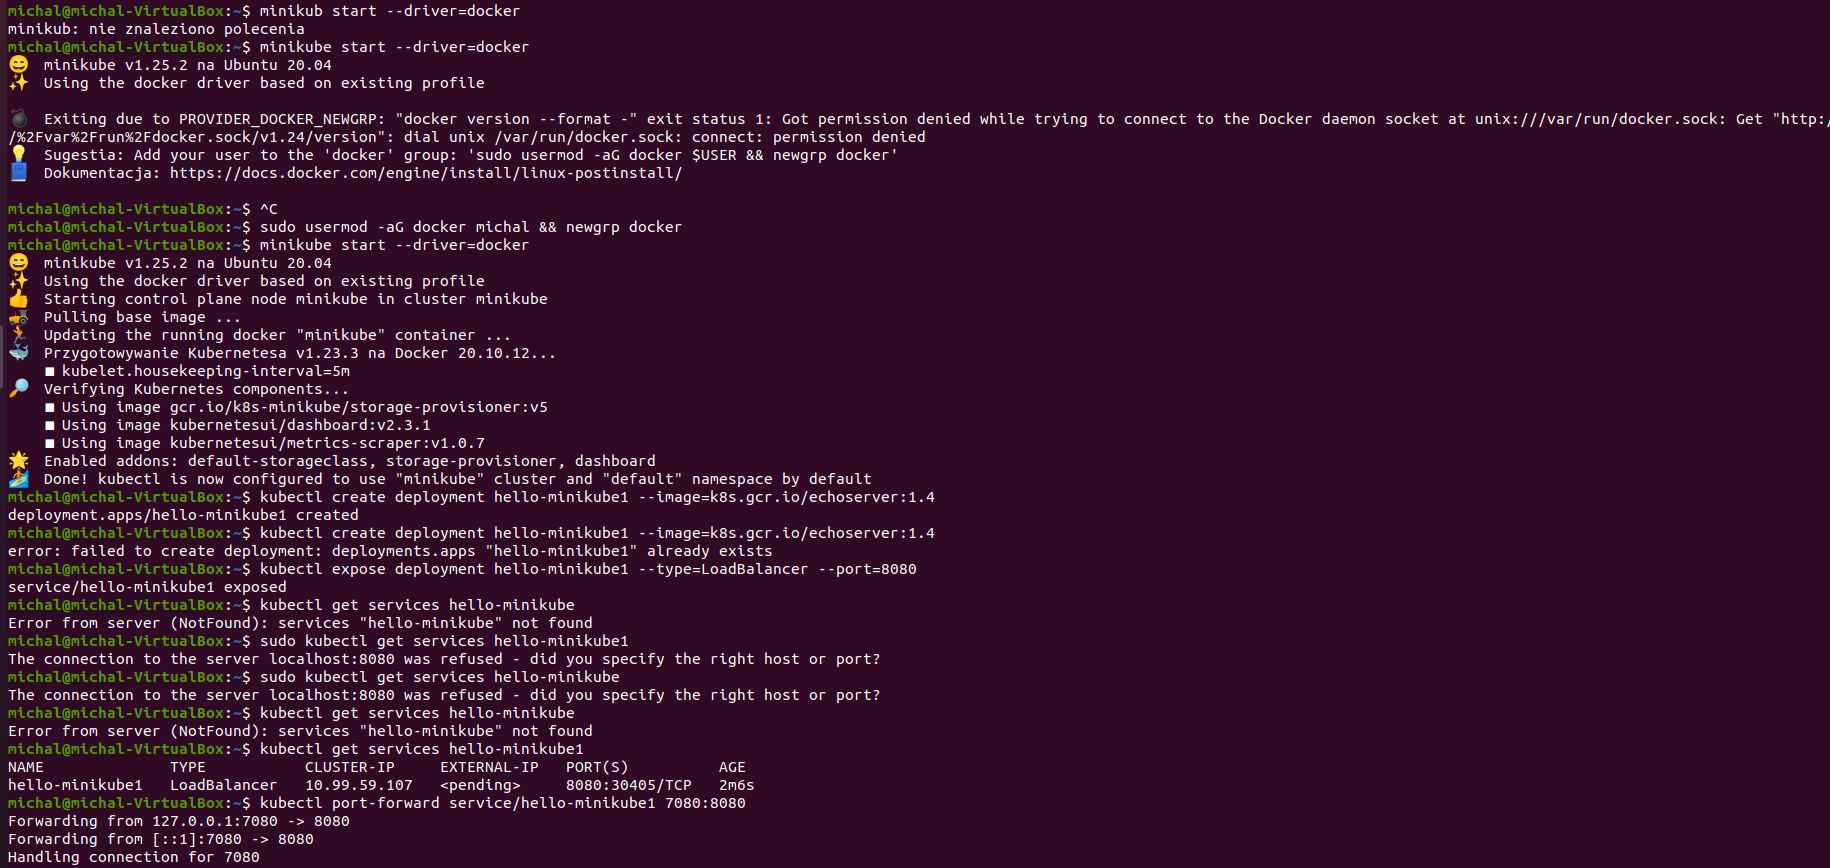 michal@michal-VirtualBox:~$ minikub start --driver=docker
minikub: nie znaleziono polecenia
michal@michal-VirtualBox:~$ minikube start --driver=docker
😄 minikube v1.25.2 na Ubuntu 20.04
✨ Using the docker driver based on existing profile
💣 Exiting due to PROVIDER_DOCKER_NEWGRP: "docker version --format -" exit status 1: Got permission denied while trying to connect to the Docker daemon socket at unix:///var/run/docker.sock: Get "http:/
/%2Fvar%2Frun%2Fdocker.sock/v1.24/version": dial unix /var/run/docker.sock: connect: permission denied
💡 Sugestia: Add your user to the 'docker' group: 'sudo usermod -aG docker $USER && newgrp docker'
📘 Dokumentacja: https://docs.docker.com/engine/install/linux-postinstall/
michal@michal-VirtualBox:~$ ^C
michal@michal-VirtualBox:~$ sudo usermod -aG docker michal && newgrp docker
michal@michal-VirtualBox:~$ minikube start --driver=docker
😄 minikube v1.25.2 na Ubuntu 20.04
✨ Using the docker driver based on existing profile
👍 Starting control plane node minikube in cluster minikube
🚜 Pulling base image ...
🏃 Updating the running docker "minikube" container ...
🐳 Przygotowywanie Kubernetesa v1.23.3 na Docker 20.10.12...
■ kubelet.housekeeping-interval=5m
🔎 Verifying Kubernetes components...
■ Using image gcr.io/k8s-minikube/storage-provisioner:v5
■ Using image kubernetesui/dashboard:v2.3.1
■ Using image kubernetesui/metrics-scraper:v1.0.7
🌟 Enabled addons: default-storageclass, storage-provisioner, dashboard
🏄 Done! kubectl is now configured to use "minikube" cluster and "default" namespace by default
michal@michal-VirtualBox:~$ kubectl create deployment hello-minikube1 --image=k8s.gcr.io/echoserver:1.4
deployment.apps/hello-minikube1 created
michal@michal-VirtualBox:~$ kubectl create deployment hello-minikube1 --image=k8s.gcr.io/echoserver:1.4
error: failed to create deployment: deployments.apps "hello-minikube1" already exists
michal@michal-VirtualBox:~$ kubectl expose deployment hello-minikube1 --type=LoadBalancer --port=8080
service/hello-minikube1 exposed
michal@michal-VirtualBox:~$ kubectl get services hello-minikube
Error from server (NotFound): services "hello-minikube" not found
michal@michal-VirtualBox:~$ sudo kubectl get services hello-minikube1
The connection to the server localhost:8080 was refused - did you specify the right host or port?
michal@michal-VirtualBox:~$ sudo kubectl get services hello-minikube
The connection to the server localhost:8080 was refused - did you specify the right host or port?
michal@michal-VirtualBox:~$ kubectl get services hello-minikube
Error from server (NotFound): services "hello-minikube" not found
michal@michal-VirtualBox:~$ kubectl get services hello-minikube1
NAME TYPE CLUSTER-IP EXTERNAL-IP PORT(S) AGE
hello-minikube1 LoadBalancer 10.99.59.107 <pending> 8080:30405/TCP 2m6s
michal@michal-VirtualBox:~$ kubectl port-forward service/hello-minikube1 7080:8080
Forwarding from 127.0.0.1:7080 -> 8080
Forwarding from [::1]:7080 -> 8080
Handling connection for 7080